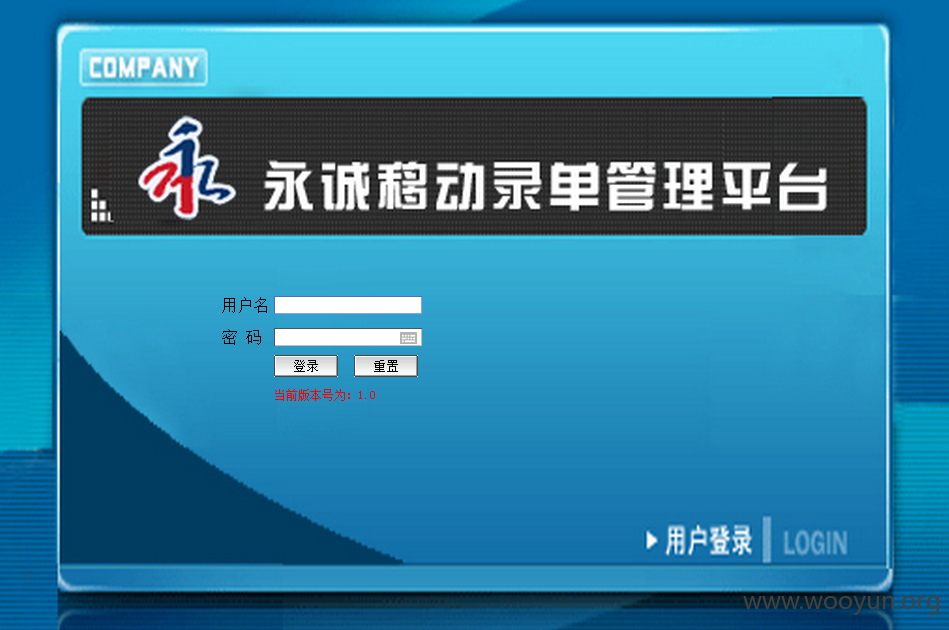 COMPANY
永 永诚移动录单管理平台
用户名
密 码
登录 重置
当前版本号为：1.0
用户登录 LOGIN
www.wooyun.org